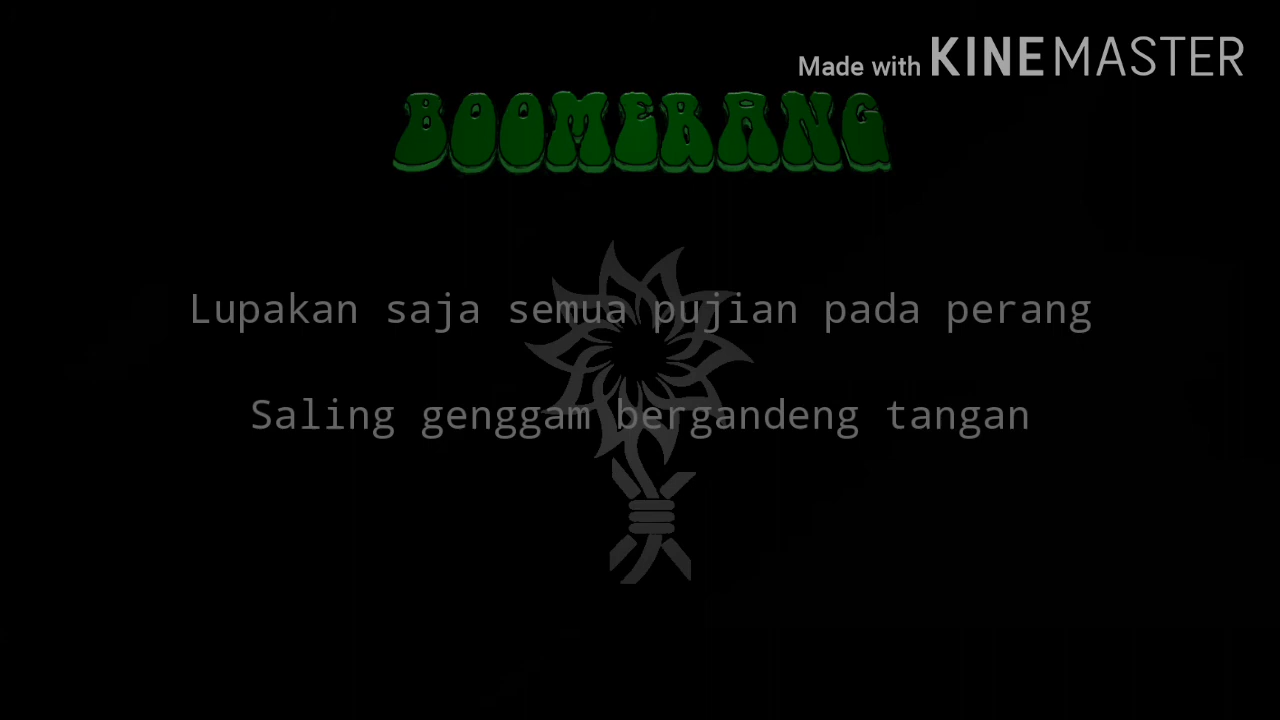 Made with KINEMASTER
BOOMERANG
Lupakan saja semua pujian pada perang
Saling genggam bergandeng tangan